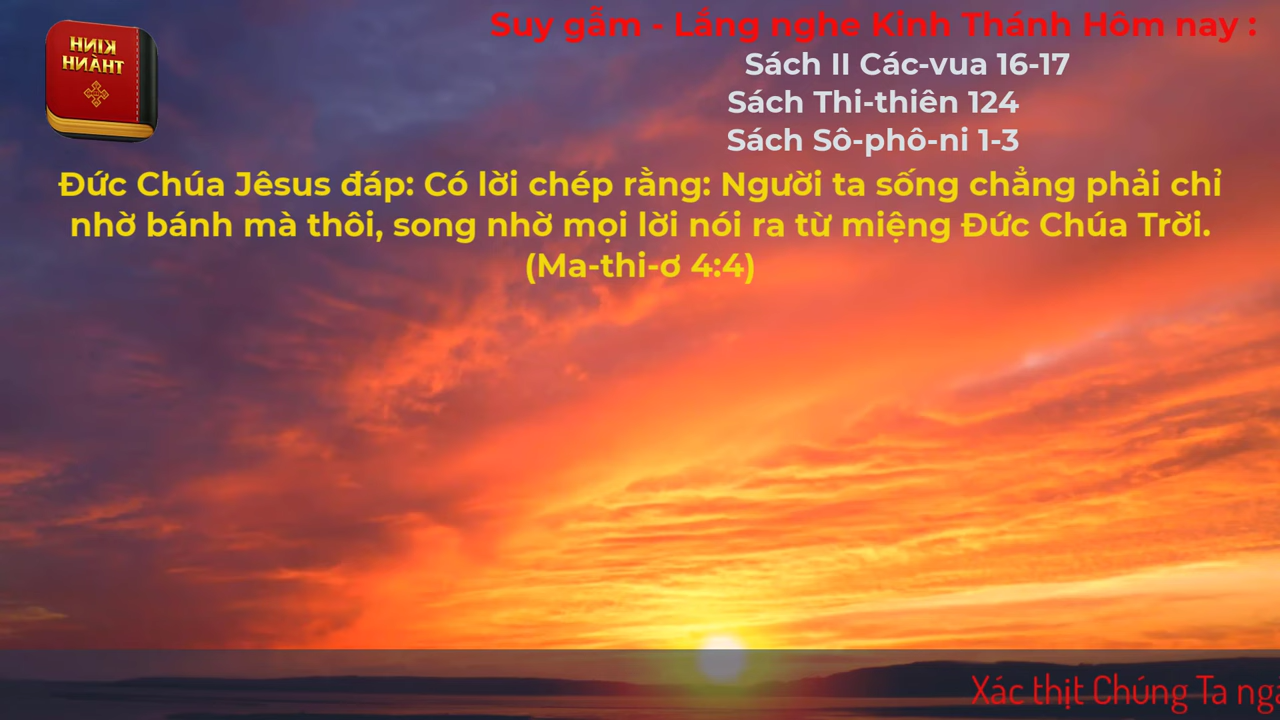 KINH
THÁNH
Suy gẫm - Lắng nghe Kinh Thánh Hôm nay :
Sách II Các-vua 16-17
Sách Thi-thiên 124
Sách Sô-phô-ni 1-3
Đức Chúa Jêsus đáp: Có lời chép rằng: Người ta sống chẳng phải chỉ
nhờ bánh mà thôi, song nhờ mọi lời nói ra từ miệng Đức Chúa Trời.
(Ma-thi-ơ 4:4)
Xác thịt Chúng Ta